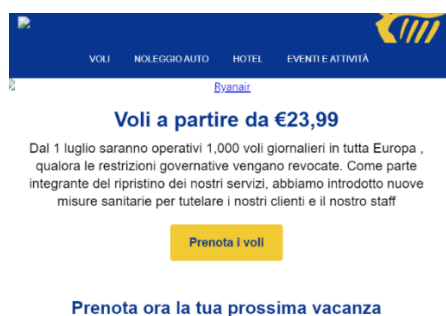 VOLI NOLEGGIO AUTO HOTEL EVENTI E ATTIVITÀ
Ryanair
Voli a partire da €23,99
Dal 1 luglio saranno operativi 1,000 voli giornalieri in tutta Europa ,
qualora le restrizioni governative vengano revocate. Come parte
integrante del ripristino dei nostri servizi, abbiamo introdotto nuove
misure sanitarie per tutelare i nostri clienti e il nostro staff
Prenota i voli
Prenota ora la tua prossima vacanza